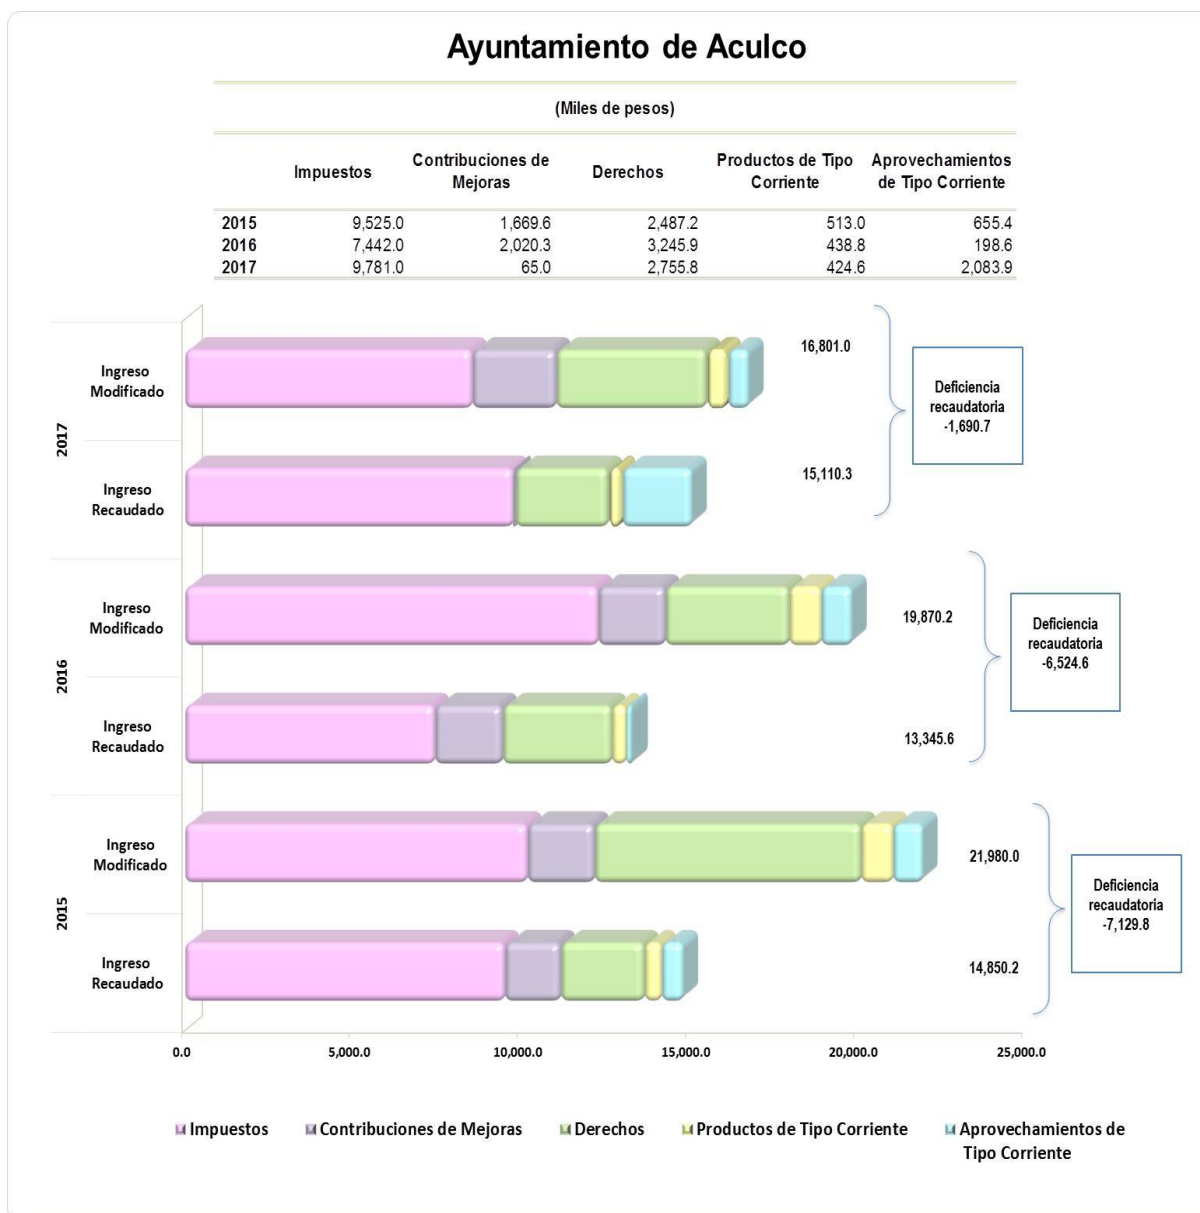 Ayuntamiento de Aculco
(Miles de pesos)
Impuestos Contribuciones de Mejoras Derechos Productos de Tipo Corriente Aprovechamientos de Tipo Corriente
2015 9,525.0 1,669.6 2,487.2 513.0 655.4
2016 7,442.0 2,020.3 3,245.9 438.8 198.6
2017 9,781.0 65.0 2,755.8 424.6 2,083.9
2017
Ingreso
Modificado
16,801.0
Ingreso
Recaudado
15,110.3
Deficiencia
recaudatoria
-1,690.7
2016
Ingreso
Modificado
19,870.2
Ingreso
Recaudado
13,345.6
Deficiencia
recaudatoria
-6,524.6
2015
Ingreso
Modificado
21,980.0
Ingreso
Recaudado
14,850.2
Deficiencia
recaudatoria
-7,129.8
0.0 5,000.0 10,000.0 15,000.0 20,000.0 25,000.0
Impuestos Contribuciones de Mejoras Derechos Productos de Tipo Corriente Aprovechamientos de
Tipo Corriente